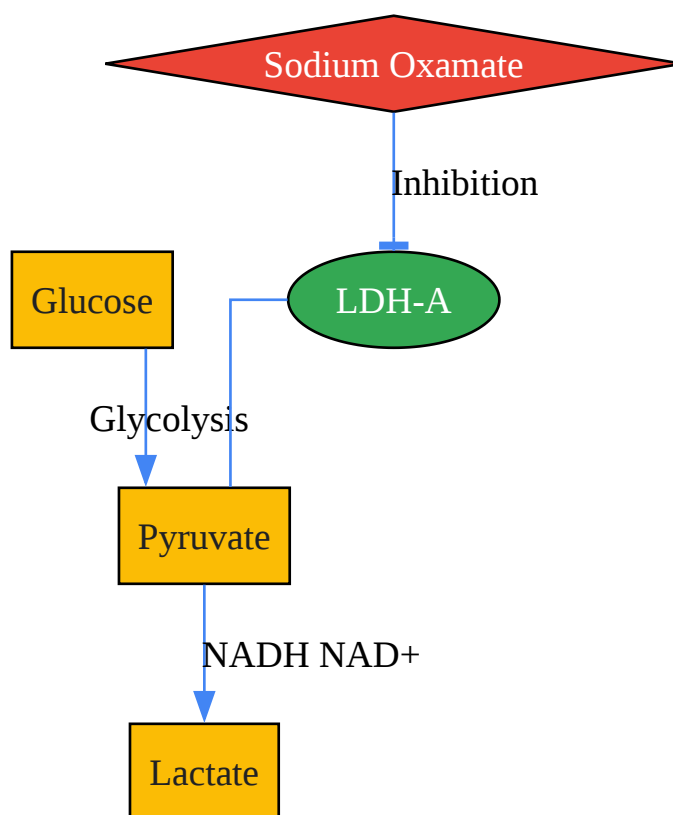 Sodium Oxamate
Inhibition
Glucose
LDH-A
Glycolysis
Pyruvate
NADH NAD+
Lactate